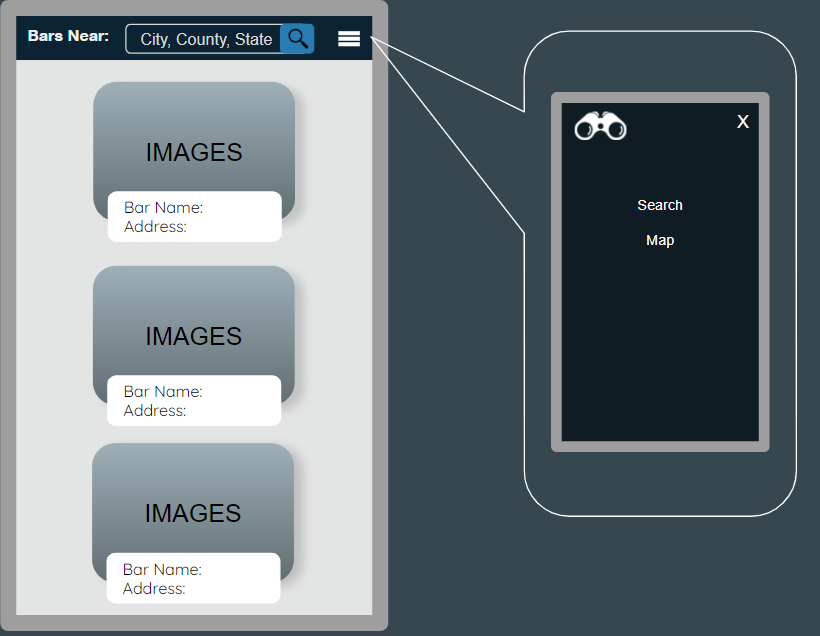 Bars Near:
City, County, State
IMAGES
Bar Name:
Address:
IMAGES
Bar Name:
Address:
IMAGES
Bar Name:
Address:
X
Search
Map